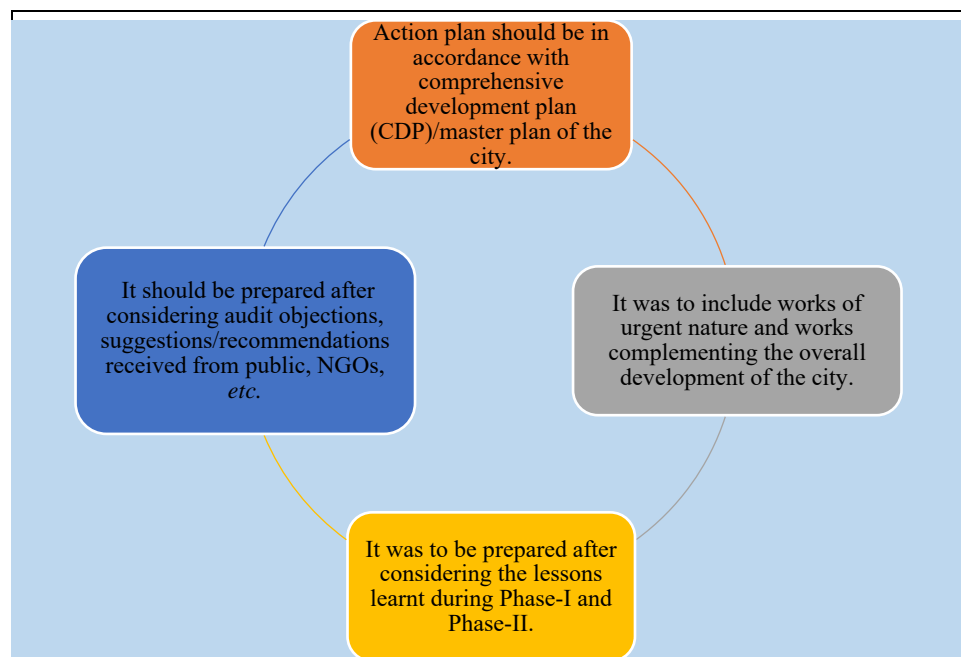 Action plan should be in
accordance with
comprehensive
development plan
(CDP)/master plan of the
city.
It should be prepared after
considering audit objections,
suggestions/recommendations
received from public, NGOs,
etc.
It was to include works of
urgent nature and works
complementing the overall
development of the city.
It was to be prepared after
considering the lessons
learnt during Phase-I and
Phase-II.